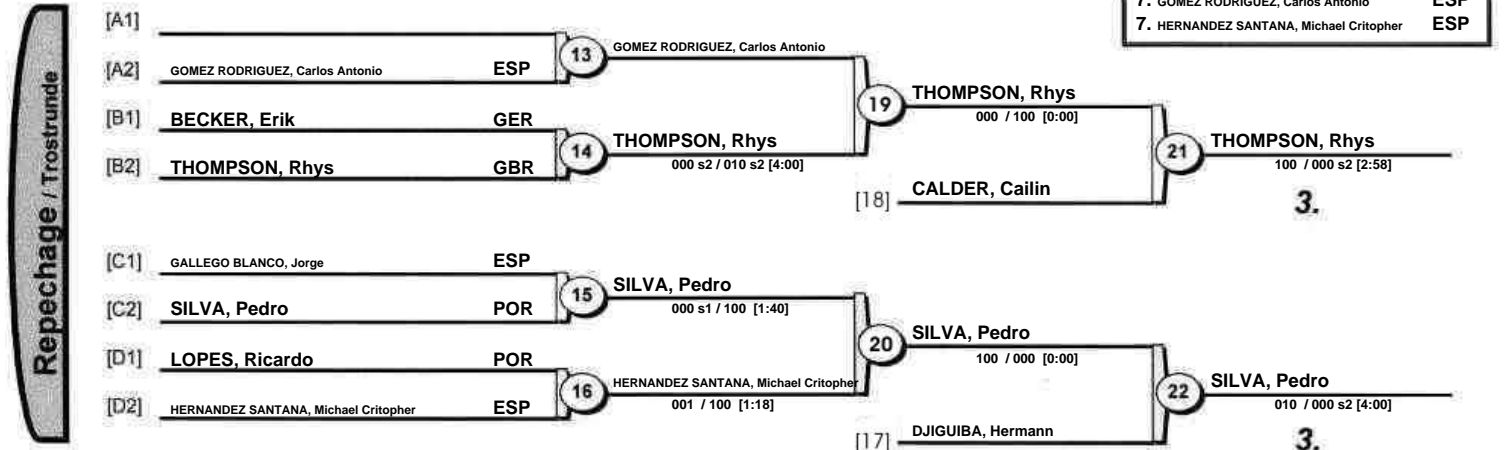 7. GOMEZ RODRIGUEZ, Carlos Antonio ESP
7. HERNANDEZ SANTANA, Michael Critopher ESP
Repechage / Trostrunde
[A1]
13 GOMEZ RODRIGUEZ, Carlos Antonio
[A2] GOMEZ RODRIGUEZ, Carlos Antonio ESP
19 THOMPSON, Rhys
000 / 100 [0:00]
[B1] BECKER, Erik GER
14 THOMPSON, Rhys
000 s2 / 010 s2 [4:00]
21 THOMPSON, Rhys
100 / 000 s2 [2:58]
[B2] THOMPSON, Rhys GBR
[18] CALDER, Cailin
3.
[C1] GALLEGO BLANCO, Jorge ESP
15 SILVA, Pedro
000 s1 / 100 [1:40]
[C2] SILVA, Pedro POR
20 SILVA, Pedro
100 / 000 [0:00]
[D1] LOPES, Ricardo POR
16 HERNANDEZ SANTANA, Michael Critopher
001 / 100 [1:18]
22 SILVA, Pedro
010 / 000 s2 [4:00]
[D2] HERNANDEZ SANTANA, Michael Critopher ESP
[17] DJIGUIBA, Hermann
3.